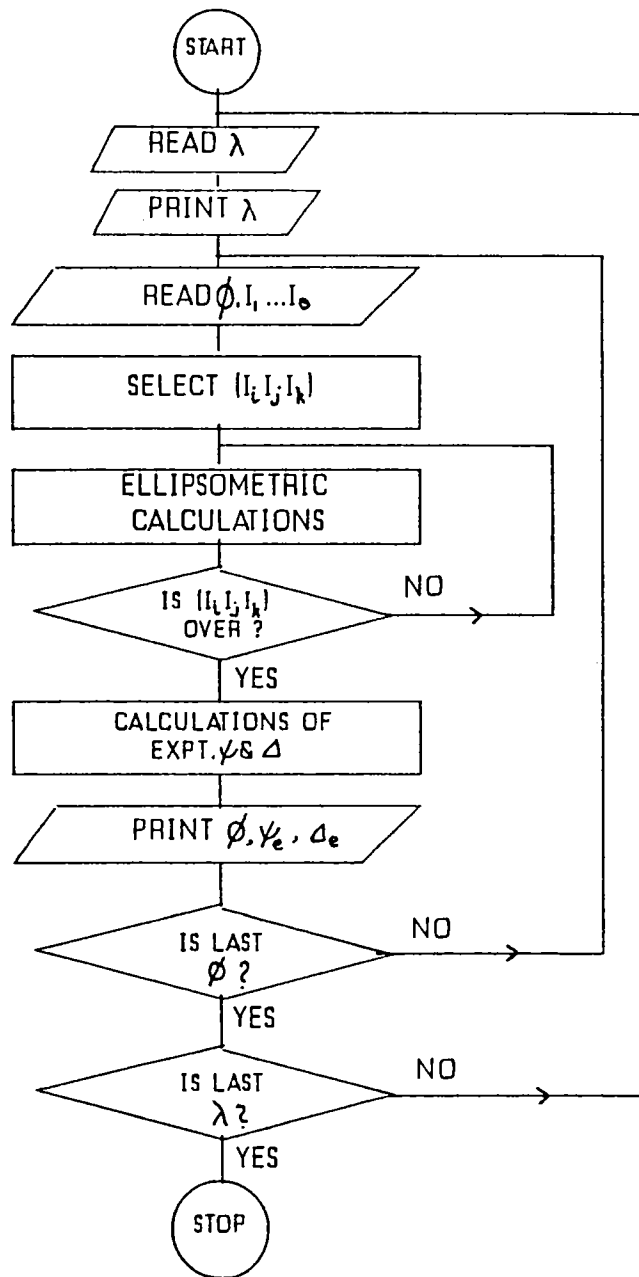 START
READ λ
PRINT λ
READ ϕ, I₁ ...I₀
SELECT (Iᵢ Iⱼ Iₖ)
ELLIPSOMETRIC
CALCULATIONS
IS (Iᵢ Iⱼ Iₖ)
OVER ?
NO
YES
CALCULATIONS OF
EXPT. ψ & Δ
PRINT ϕ, ψₑ, Δₑ
IS LAST
ϕ ?
NO
YES
IS LAST
λ ?
NO
YES
STOP